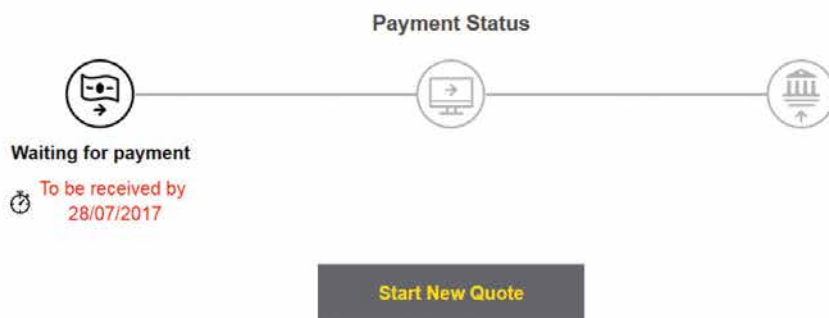 Payment Status
Waiting for payment
To be received by
28/07/2017
Start New Quote